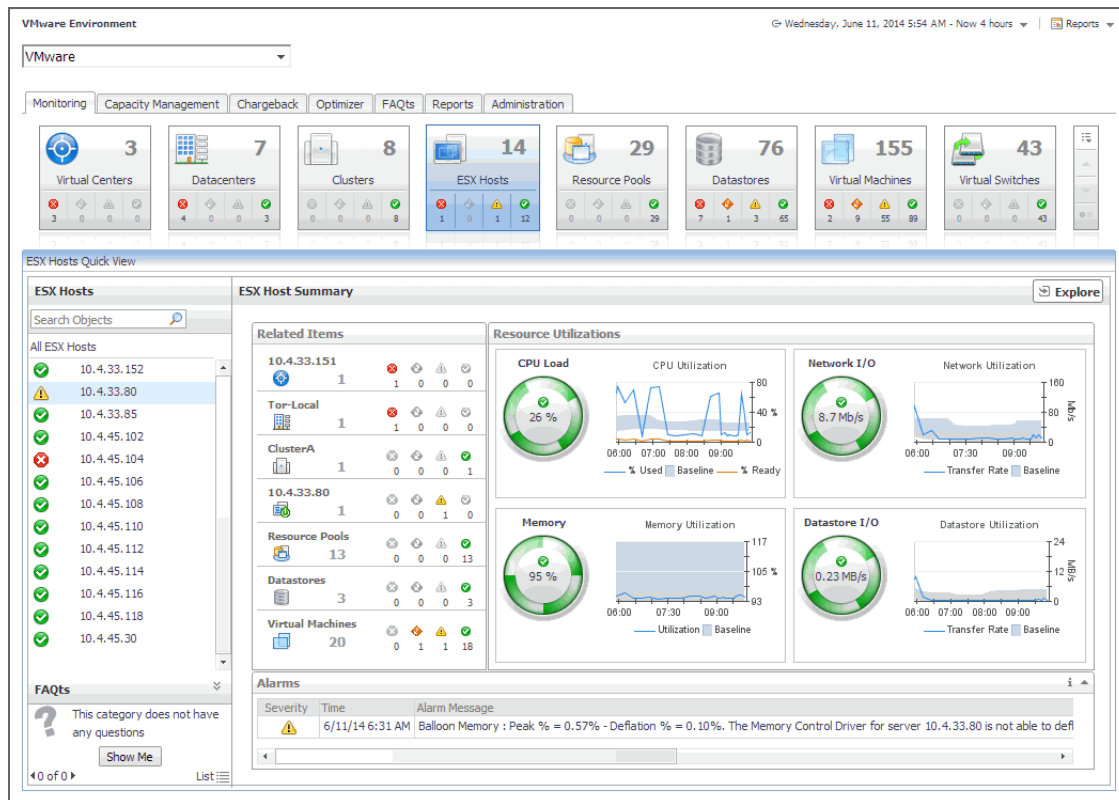 VMware Environment
Wednesday, June 11, 2014 5:54 AM - Now 4 hours
Reports
VMware
Monitoring Capacity Management Chargeback Optimizer FAQts Reports Administration
3 7 8 14 29 76 155 43
Virtual Centers Datacenters Clusters ESX Hosts Resource Pools Datastores Virtual Machines Virtual Switches
3 0 0 0 4 0 0 3 0 0 0 8 1 0 1 12 0 0 0 29 7 1 3 65 2 9 55 89 0 0 0 43
ESX Hosts Quick View
ESX Hosts
Search Objects
All ESX Hosts
10.4.33.152
10.4.33.80
10.4.33.85
10.4.45.102
10.4.45.104
10.4.45.106
10.4.45.108
10.4.45.110
10.4.45.112
10.4.45.114
10.4.45.116
10.4.45.118
10.4.45.30
FAQts
?
This category does not have
any questions
Show Me
0 of 0
List
ESX Host Summary
Explore
Related Items
10.4.33.151
1 1 0 0 0
Tor-Local
1 1 0 0 0
ClusterA
1 0 0 0 1
10.4.33.80
1 0 0 1 0
Resource Pools
13 0 0 0 13
Datastores
3 0 0 0 3
Virtual Machines
20 0 1 1 18
Resource Utilizations
CPU Load
26 %
CPU Utilization
80
40 %
0
06:00 07:00 08:00 09:00
% Used Baseline % Ready
Network I/O
8.7 Mb/s
Network Utilization
160
80
0
Mb/s
06:00 07:30 09:00
Transfer Rate Baseline
Memory
95 %
Memory Utilization
117
105 %
93
06:00 07:30 09:00
Utilization Baseline
Datastore I/O
0.23 MB/s
Datastore Utilization
24
12
0
MB/s
06:00 07:00 08:00 09:00
Transfer Rate Baseline
Alarms
i
Severity Time Alarm Message
6/11/14 6:31 AM Balloon Memory : Peak % = 0.57% - Deflation % = 0.10%. The Memory Control Driver for server 10.4.33.80 is not able to defl